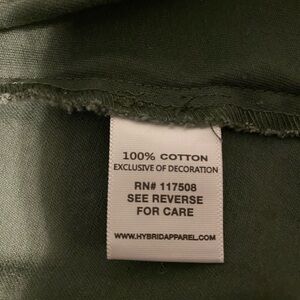 100% COTTON
EXCLUSIVE OF DECORATION
RN# 117508
SEE REVERSE
FOR CARE
WWW.HYBRIDAPPAREL.COM